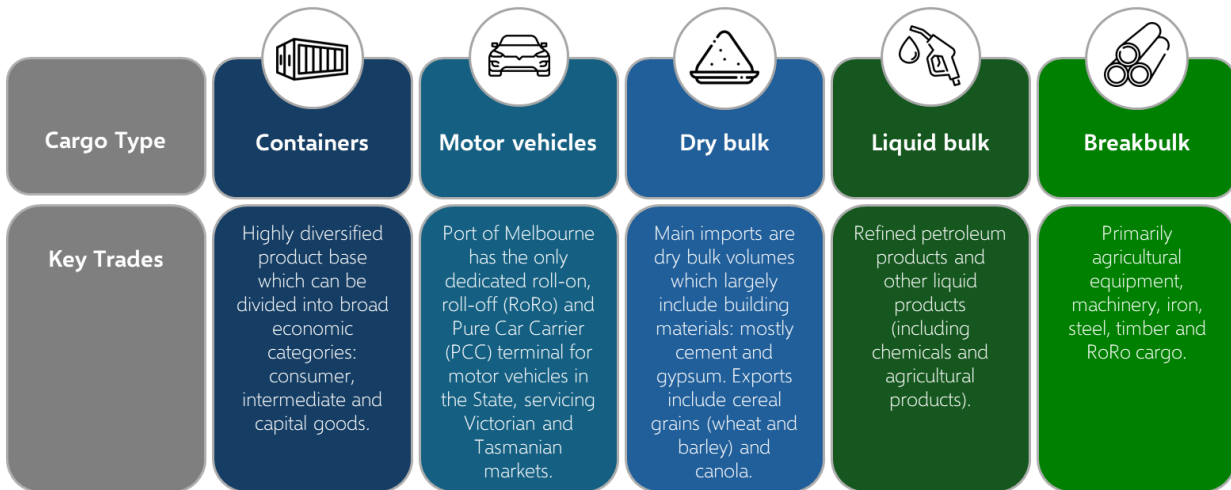 Cargo Type
Containers
Motor vehicles
Dry bulk
Liquid bulk
Breakbulk
Key Trades
Highly diversified
product base
which can be
divided into broad
economic
categories:
consumer,
intermediate and
capital goods.
Port of Melbourne
has the only
dedicated roll-on,
roll-off (RoRo) and
Pure Car Carrier
(PCC) terminal for
motor vehicles in
the State, servicing
Victorian and
Tasmanian
markets.
Main imports are
dry bulk volumes
which largely
include building
materials: mostly
cement and
gypsum. Exports
include cereal
grains (wheat and
barley) and
canola.
Refined petroleum
products and
other liquid
products
(including
chemicals and
agricultural
products).
Primarily
agricultural
equipment,
machinery, iron,
steel, timber and
RoRo cargo.